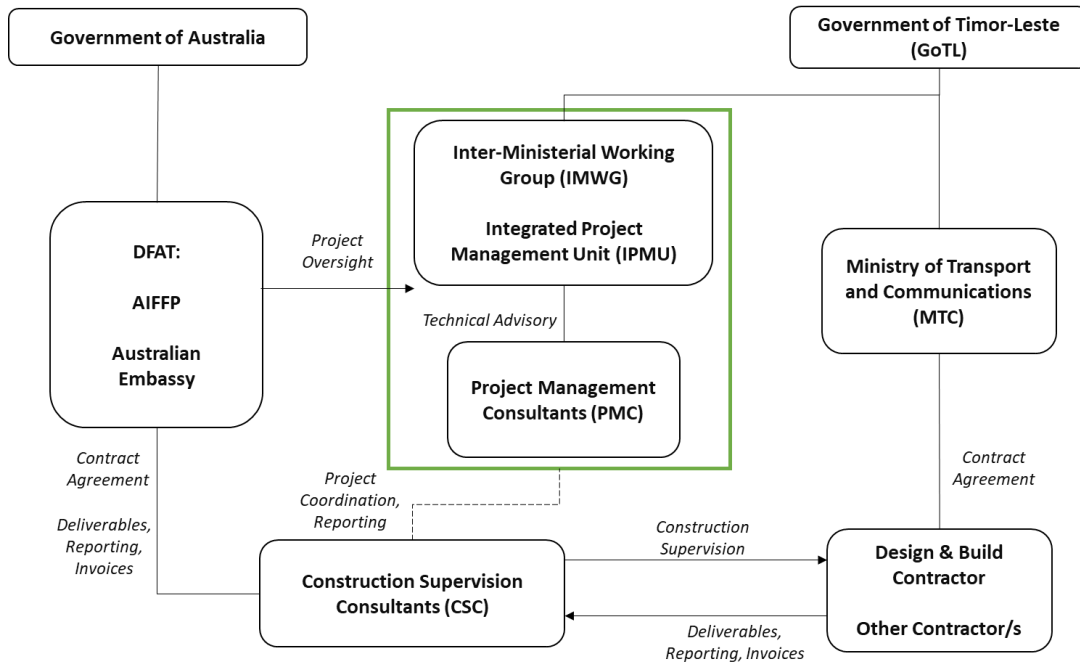 Government of Australia
Government of Timor-Leste
(GoTL)
Inter-Ministerial Working
Group (IMWG)
Integrated Project
Management Unit (IPMU)
DFAT:
AIFFP
Australian
Embassy
Project
Oversight
Ministry of Transport
and Communications
(MTC)
Technical Advisory
Project Management
Consultants (PMC)
Contract
Agreement
Deliverables,
Reporting,
Invoices
Project
Coordination,
Reporting
Contract
Agreement
Construction
Supervision
Construction Supervision
Consultants (CSC)
Design & Build
Contractor
Other Contractor/s
Deliverables,
Reporting, Invoices